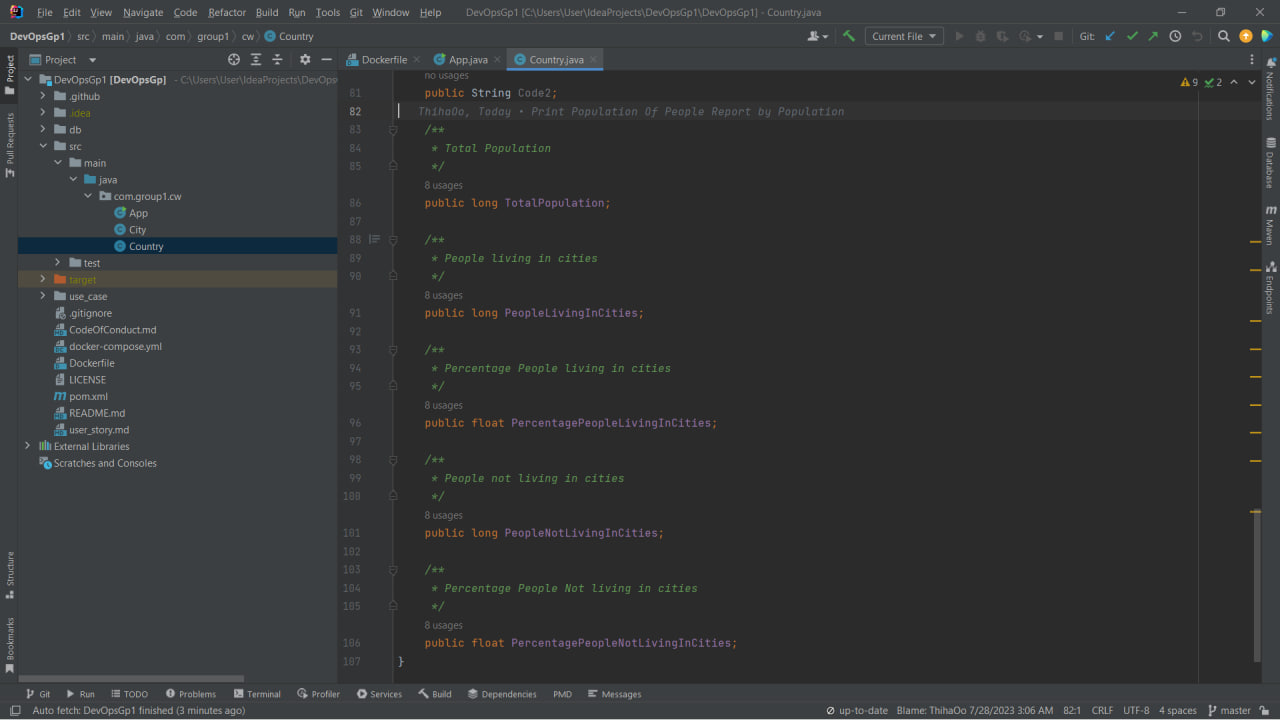 File Edit View Navigate Code Refactor Build Run Tools Git Window Help DevOpsGp1 [C:\Users\User\IdeaProjects\DevOpsGp1\DevOpsGp1] - Country.java
DevOpsGp1 src main java com group1 cw Country Current File Git:
Project
DevOpsGp1 [DevOpsGp] - C:\Users\User\IdeaProjects\DevOps
.github
.idea
db
src
main
java
com.group1.cw
App
City
Country
test
target
use_case
.gitignore
CodeOfConduct.md
docker-compose.yml
Dockerfile
LICENSE
pom.xml
README.md
user_story.md
External Libraries
Scratches and Consoles
Project
Pull Requests
Structure
Bookmarks
Dockerfile App.java Country.java
9 2
no usages
81 public String Code2;
82 ThihaOo, Today • Print Population Of People Report by Population
83 /**
84 * Total Population
85 */
8 usages
86 public long TotalPopulation;
87
88 /**
89 * People living in cities
90 */
8 usages
91 public long PeopleLivingInCities;
92
93 /**
94 * Percentage People living in cities
95 */
8 usages
96 public float PercentagePeopleLivingInCities;
97
98 /**
99 * People not living in cities
100 */
8 usages
101 public long PeopleNotLivingInCities;
102
103 /**
104 * Percentage People Not living in cities
105 */
8 usages
106 public float PercentagePeopleNotLivingInCities;
107 }
Notifications
Database
Maven
Endpoints
Git Run TODO Problems Terminal Profiler Services Build Dependencies PMD Messages
Auto fetch: DevOpsGp1 finished (3 minutes ago) up-to-date Blame: ThihaOo 7/28/2023 3:06 AM 82:1 CRLF UTF-8 4 spaces master